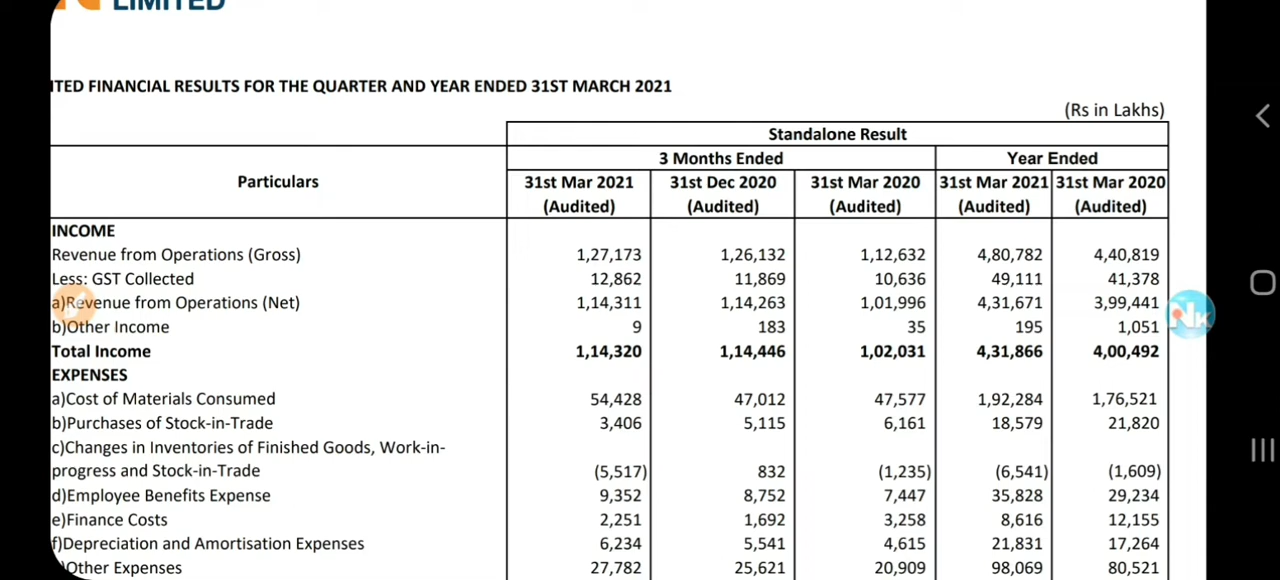 LIMITED
ITED FINANCIAL RESULTS FOR THE QUARTER AND YEAR ENDED 31ST MARCH 2021
(Rs in Lakhs)
Standalone Result
3 Months Ended Year Ended
Particulars 31st Mar 2021 31st Dec 2020 31st Mar 2020 31st Mar 2021 31st Mar 2020
(Audited) (Audited) (Audited) (Audited) (Audited)
INCOME
Revenue from Operations (Gross) 1,27,173 1,26,132 1,12,632 4,80,782 4,40,819
Less: GST Collected 12,862 11,869 10,636 49,111 41,378
a)Revenue from Operations (Net) 1,14,311 1,14,263 1,01,996 4,31,671 3,99,441
b)Other Income 9 183 35 195 1,051
Total Income 1,14,320 1,14,446 1,02,031 4,31,866 4,00,492
EXPENSES
a)Cost of Materials Consumed 54,428 47,012 47,577 1,92,284 1,76,521
b)Purchases of Stock-in-Trade 3,406 5,115 6,161 18,579 21,820
c)Changes in Inventories of Finished Goods, Work-in-
progress and Stock-in-Trade (5,517) 832 (1,235) (6,541) (1,609)
d)Employee Benefits Expense 9,352 8,752 7,447 35,828 29,234
e)Finance Costs 2,251 1,692 3,258 8,616 12,155
f)Depreciation and Amortisation Expenses 6,234 5,541 4,615 21,831 17,264
)Other Expenses 27,782 25,621 20,909 98,069 80,521
NK